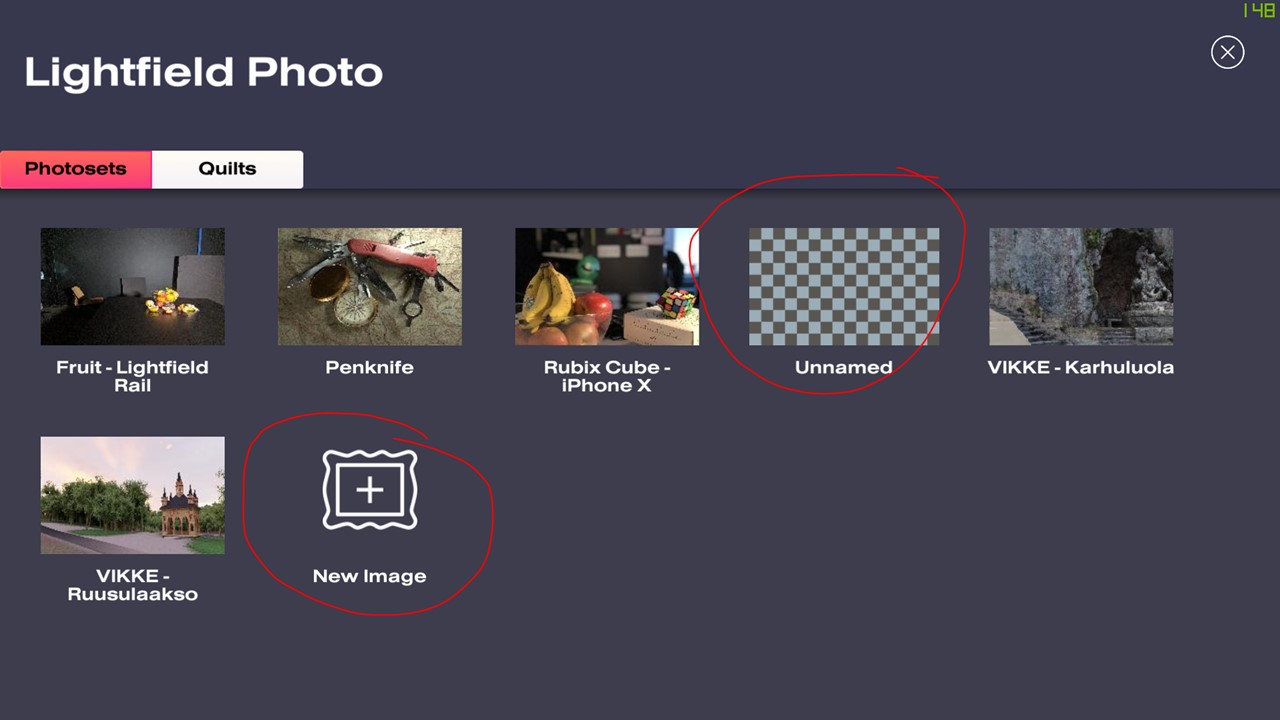 148
Lightfield Photo
Photosets
Quilts
Fruit - Lightfield
Rail
Penknife
Rubix Cube -
iPhone X
Unnamed
VIKKE - Karhuluola
VIKKE -
Ruusulaakso
New Image